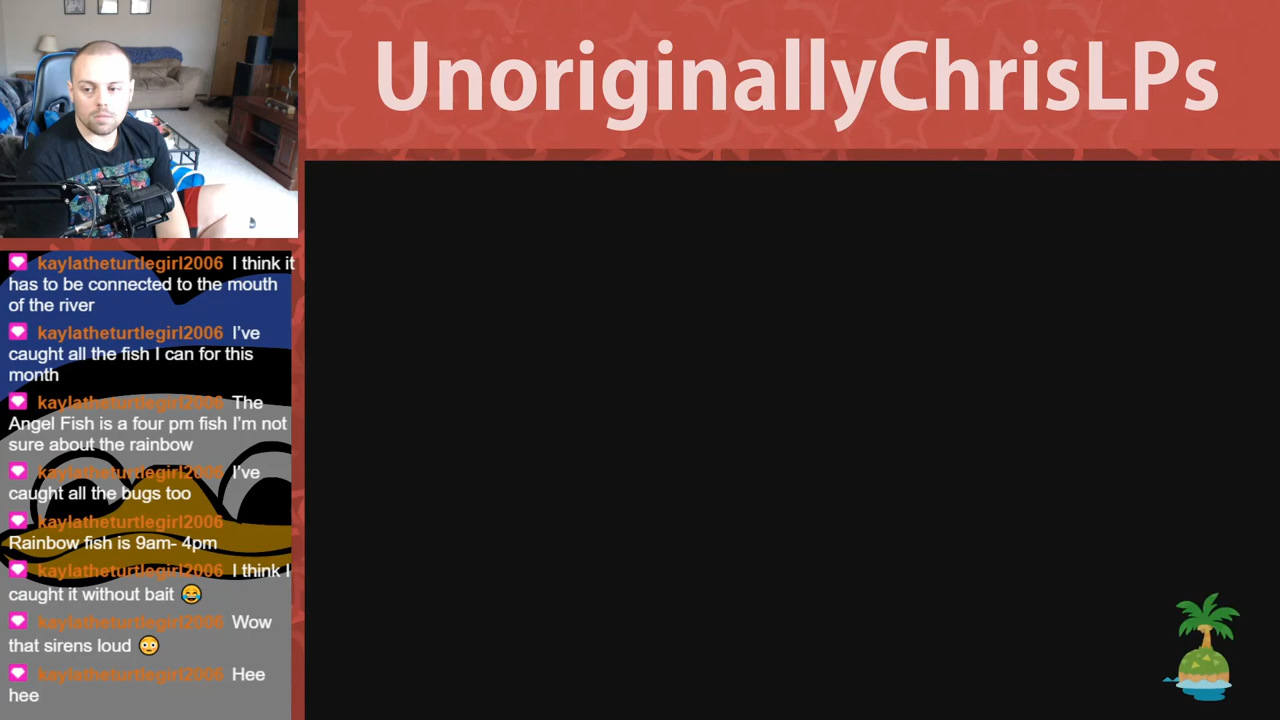 UnoriginallyChrisLPs
kaylatheturtlegirl2006 I think it
has to be connected to the mouth
of the river
kaylatheturtlegirl2006 I've
caught all the fish I can for this
month
kaylatheturtlegirl2006 The
Angel Fish is a four pm fish I'm not
sure about the rainbow
kaylatheturtlegirl2006 I've
caught all the bugs too
kaylatheturtlegirl2006
Rainbow fish is 9am- 4pm
kaylatheturtlegirl2006 I think I
caught it without bait 😂
kaylatheturtlegirl2006 Wow
that sirens loud 😳
kaylatheturtlegirl2006 Hee
hee